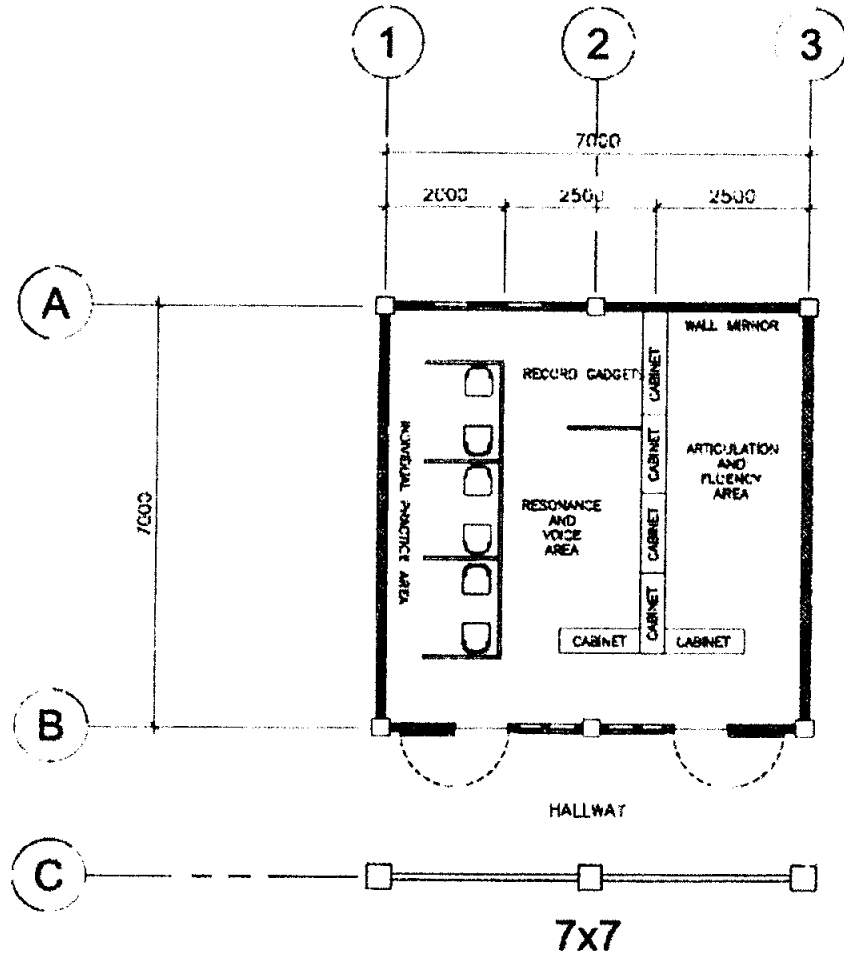 1
2
3
7000
2000
2500
2500
A
WALL MIRROR
RECORD GADGETS
CABINET
CABINET
CABINET
CABINET
INDIVIDUAL PRACTICE AREA
ARTICULATION
AND
FLUENCY
AREA
7000
RESONANCE
AND
VOICE
AREA
CABINET
CABINET
B
HALLWAY
C
7x7